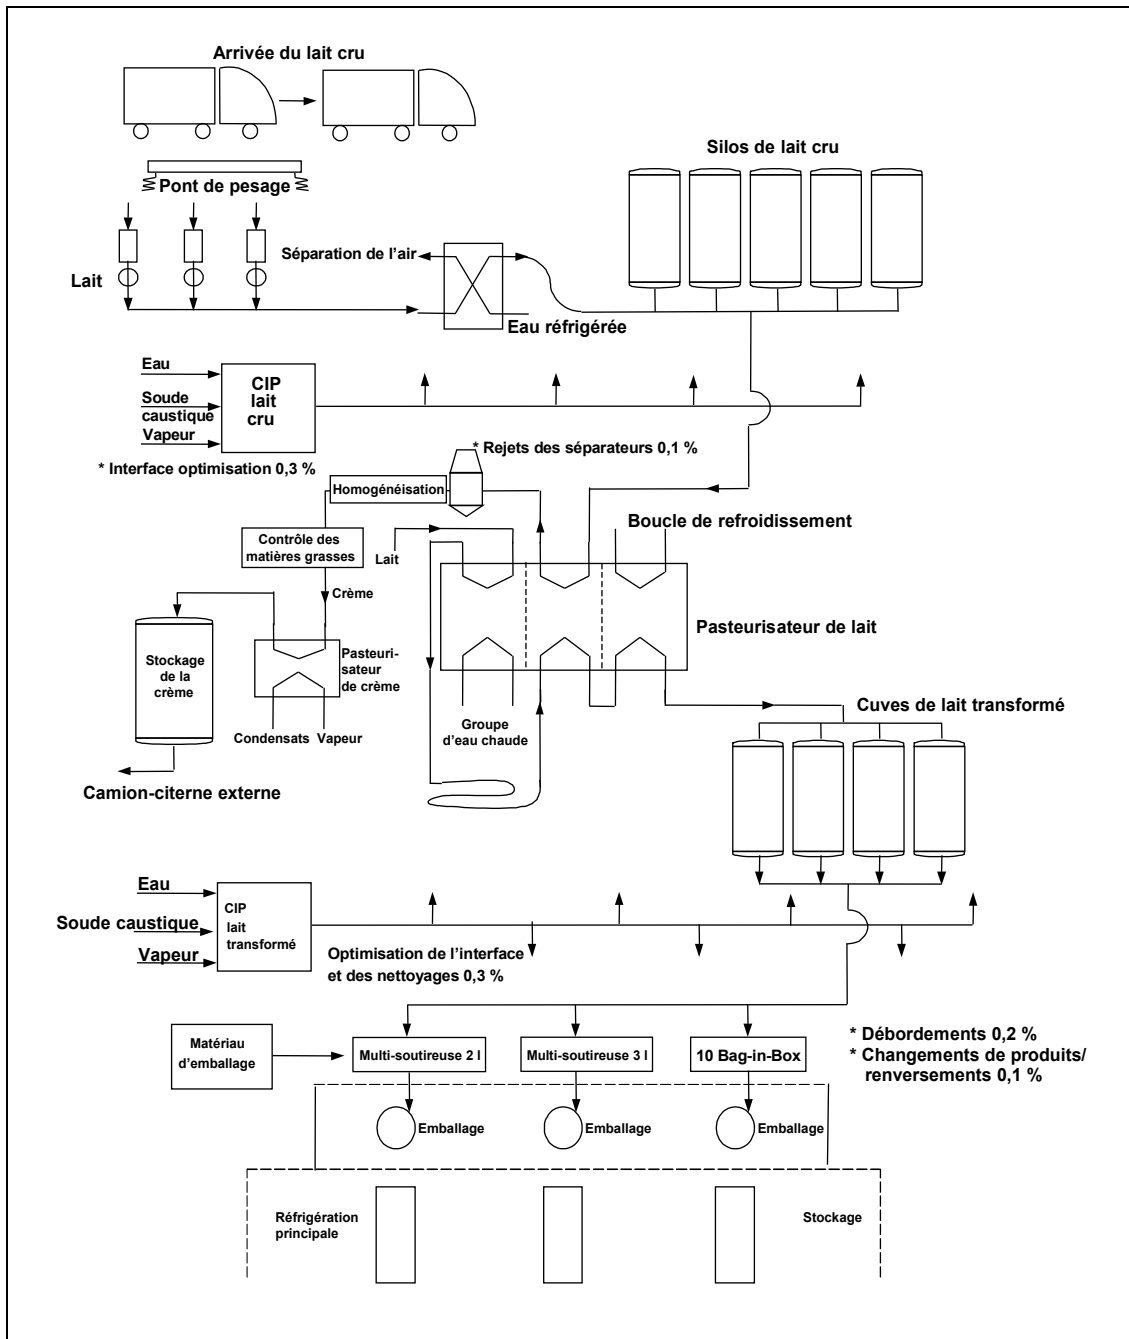 Arrivée du lait cru
Silos de lait cru
Pont de pesage
Séparation de l'air
Lait
Eau réfrigérée
Eau
CIP
lait
cru
Soude
caustique
Vapeur
* Rejets des séparateurs 0,1 %
* Interface optimisation 0,3 %
Homogénéisation
Boucle de refroidissement
Contrôle des
matières grasses
Lait
Crème
Pasteurisateur de lait
Stockage
de la
crème
Pasteuri-
sateur
de crème
Cuves de lait transformé
Groupe
d'eau chaude
Condensats
Vapeur
Camion-citerne externe
Eau
CIP
lait
transformé
Soude caustique
Vapeur
Optimisation de l'interface
et des nettoyages 0,3 %
* Débordements 0,2 %
* Changements de produits/
renversements 0,1 %
Matériau
d'emballage
Multi-soutireuse 2 l
Multi-soutireuse 3 l
10 Bag-in-Box
Emballage
Emballage
Emballage
Réfrigération
principale
Stockage